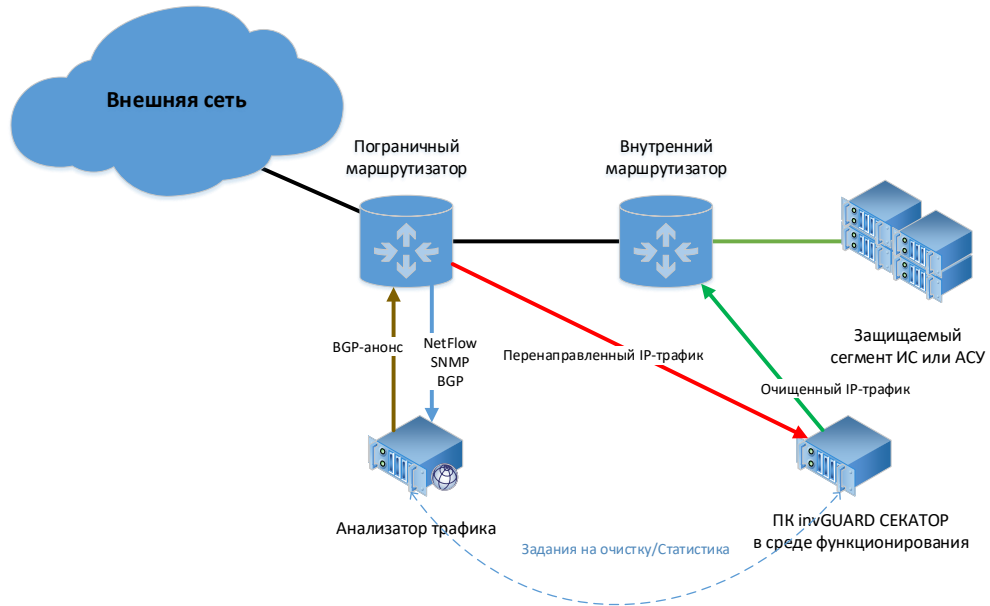 Внешняя сеть
Пограничный
маршрутизатор
Внутренний
маршрутизатор
BGP-анонс
NetFlow
SNMP
BGP
Перенаправленный IP-трафик
Защищаемый
сегмент ИС или АСУ
Очищенный IP-трафик
Анализатор трафика
ПК invGUARD СЕКАТОР
в среде функционирования
Задания на очистку/Статистика